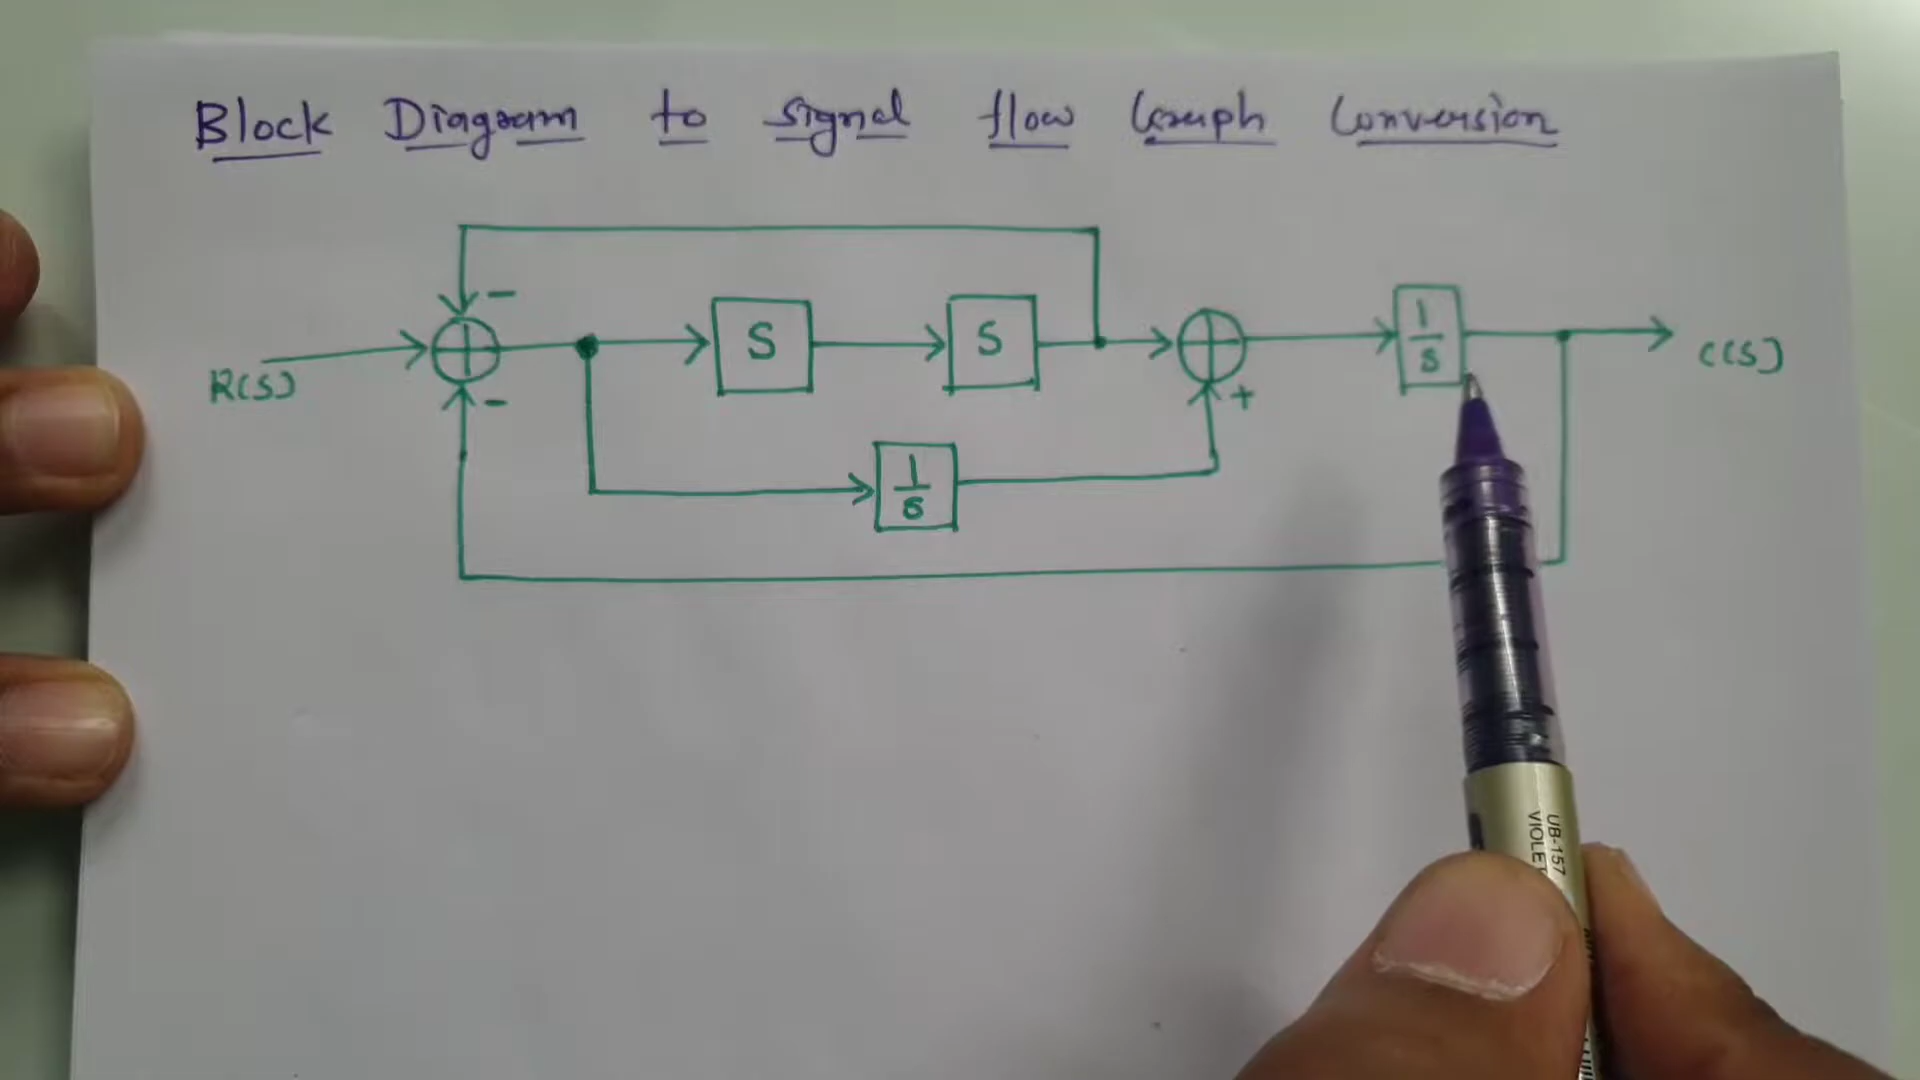 Block Diagram to signal flow Graph Conversion
- S S 1/s
R(S) - + C(S)
1/s
UB-157
VIOLET